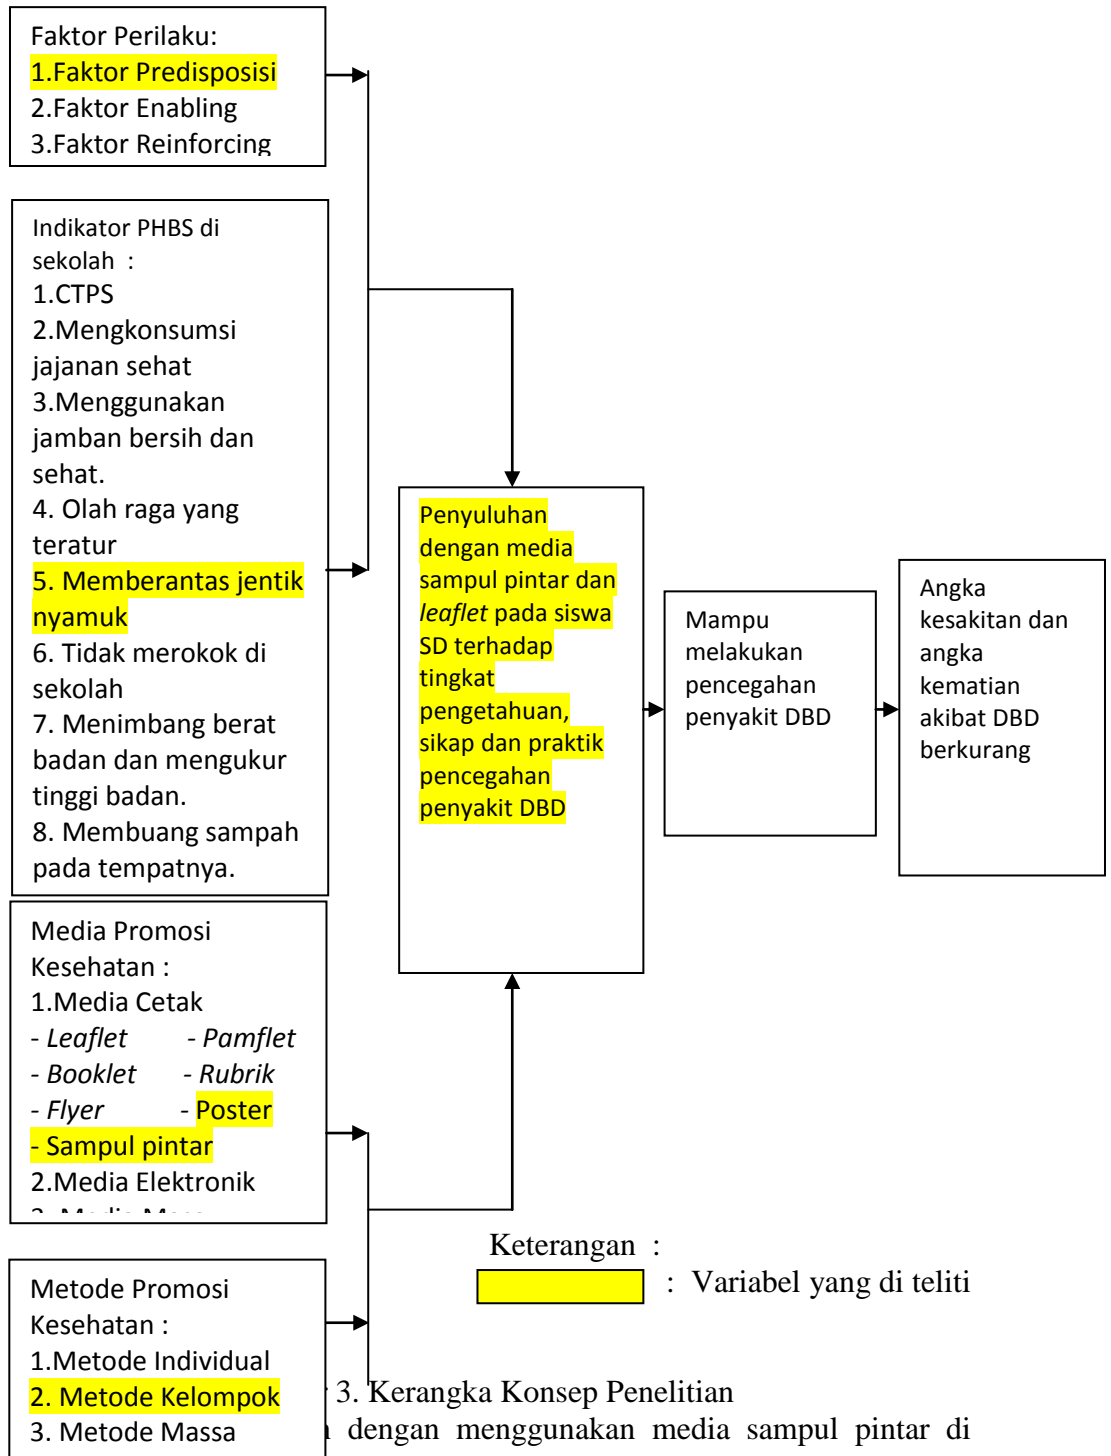 Faktor Perilaku:
1.Faktor Predisposisi
2.Faktor Enabling
3.Faktor Reinforcing
Indikator PHBS di
sekolah :
1.CTPS
2.Mengkonsumsi
jajanan sehat
3.Menggunakan
jamban bersih dan
sehat.
4. Olah raga yang
teratur
5. Memberantas jentik
nyamuk
6. Tidak merokok di
sekolah
7. Menimbang berat
badan dan mengukur
tinggi badan.
8. Membuang sampah
pada tempatnya.
Media Promosi
Kesehatan :
1.Media Cetak
- Leaflet - Pamflet
- Booklet - Rubrik
- Flyer - Poster
- Sampul pintar
2.Media Elektronik
Metode Promosi
Kesehatan :
1.Metode Individual
2. Metode Kelompok
3. Metode Massa
Penyuluhan
dengan media
sampul pintar dan
leaflet pada siswa
SD terhadap
tingkat
pengetahuan,
sikap dan praktik
pencegahan
penyakit DBD
Mampu
melakukan
pencegahan
penyakit DBD
Angka
kesakitan dan
angka
kematian
akibat DBD
berkurang
Keterangan :
: Variabel yang di teliti
3. Kerangka Konsep Penelitian
dengan menggunakan media sampul pintar di